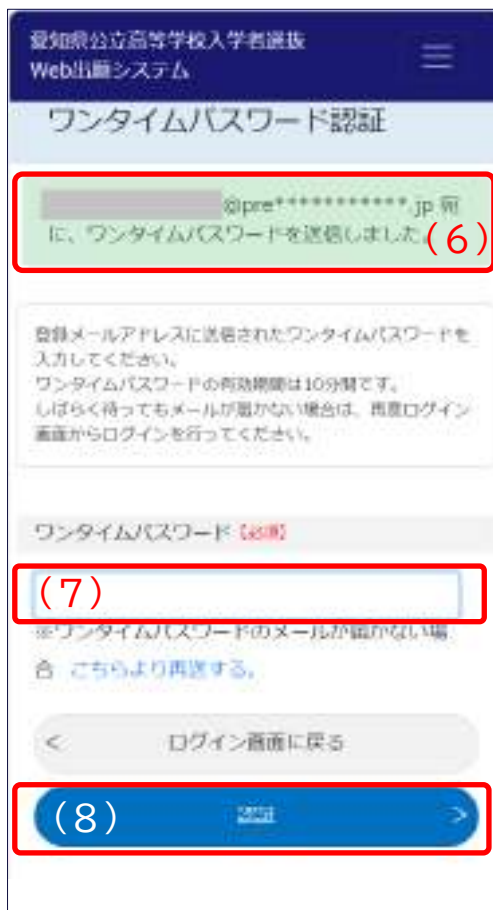 愛知県公立高等学校入学者選抜
Web出願システム
ワンタイムパスワード認証
@pre***********.jp 宛
に、ワンタイムパスワードを送信しました。
(6)
登録メールアドレスに送信されたワンタイムパスワードを
入力してください。
ワンタイムパスワードの有効期間は10分間です。
しばらく待ってもメールが届かない場合は、再度ログイン
画面からログインを行ってください。
ワンタイムパスワード【必須】
(7)
※ワンタイムパスワードのメールが届かない場
合 こちらより再送する。
< ログイン画面に戻る
(8) 認証 >